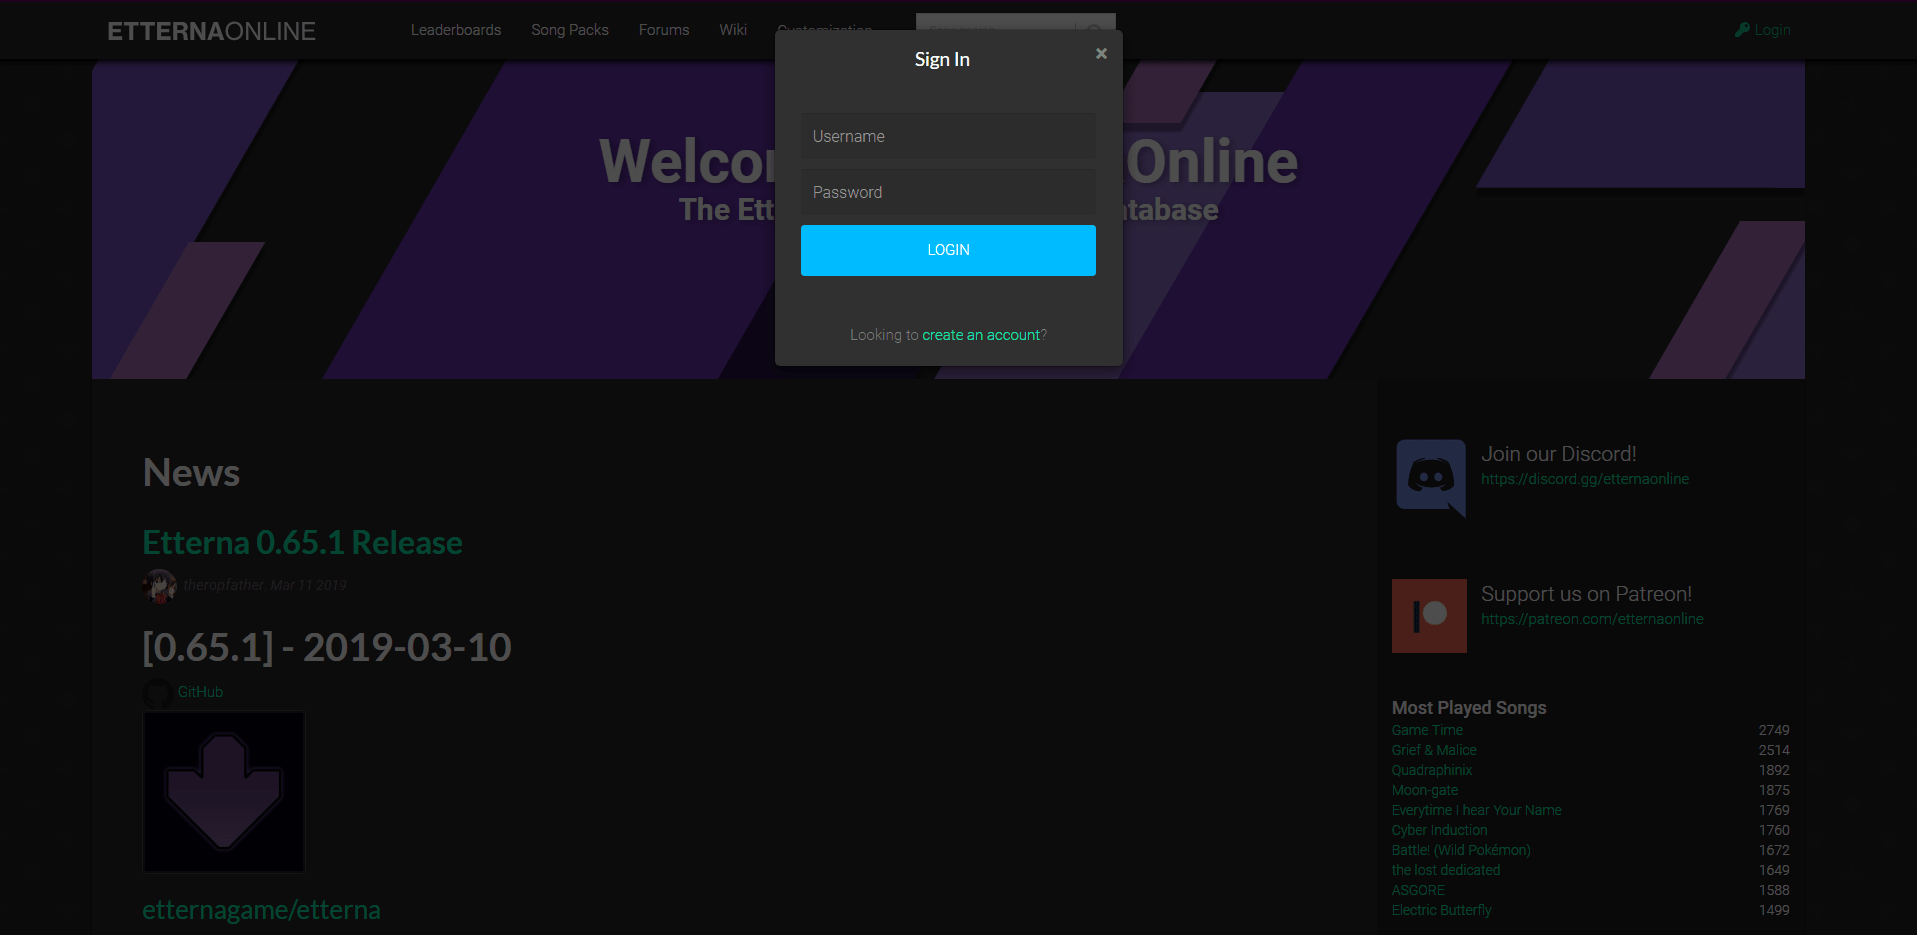 ETTERNAONLINE
Leaderboards Song Packs Forums Wiki Customization
Login
Sign In
×
Username
Password
LOGIN
Looking to create an account?
Welco Online
The Ett tabase
News
Etterna 0.65.1 Release
theropfather. Mar 11 2019
[0.65.1] - 2019-03-10
GitHub
etternagame/etterna
Join our Discord!
https://discord.gg/etternaonline
Support us on Patreon!
https://patreon.com/etternaonline
Most Played Songs
Game Time 2749
Grief & Malice 2514
Quadraphinix 1892
Moon-gate 1875
Everytime I hear Your Name 1769
Cyber Induction 1760
Battle! (Wild Pokémon) 1672
the lost dedicated 1649
ASGORE 1588
Electric Butterfly 1499